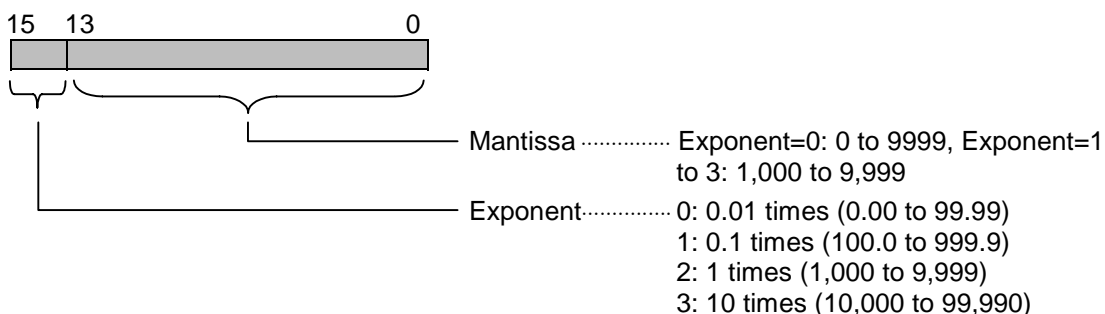 15 13 0
Mantissa ··············· Exponent=0: 0 to 9999, Exponent=1
to 3: 1,000 to 9,999
Exponent··············· 0: 0.01 times (0.00 to 99.99)
1: 0.1 times (100.0 to 999.9)
2: 1 times (1,000 to 9,999)
3: 10 times (10,000 to 99,990)